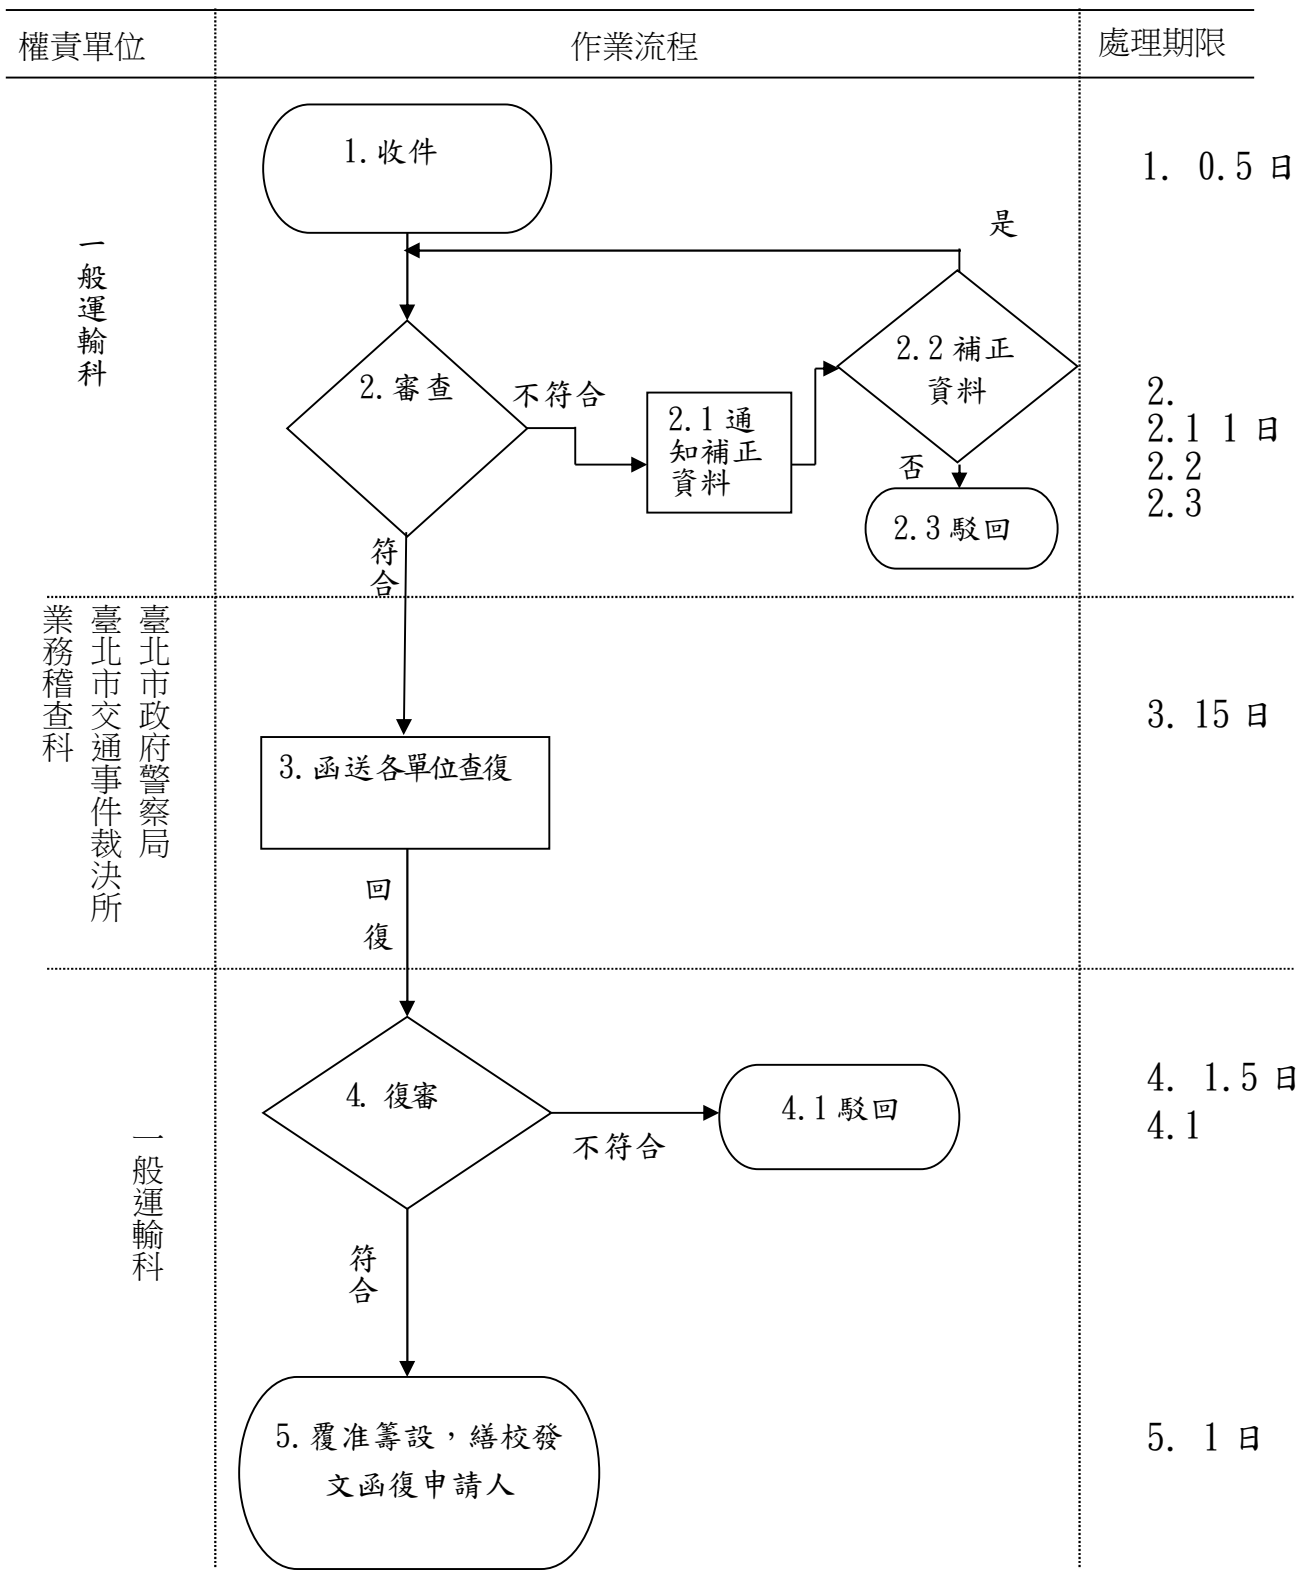 權責單位
作業流程
處理期限
1.收件
1. 0.5日
是
一般運輸科
2.審查
不符合
2.1通
知補正
資料
2.2補正
資料
否
2.3駁回
2.
2.1 1日
2.2
2.3
符合
臺北市政府警察局
臺北市交通事件裁決所
業務稽查科
3.函送各單位查復
3. 15日
回復
4. 復審
不符合
4.1駁回
4. 1.5日
4.1
一般運輸科
符合
5.覆准籌設，繕校發
文函復申請人
5. 1日